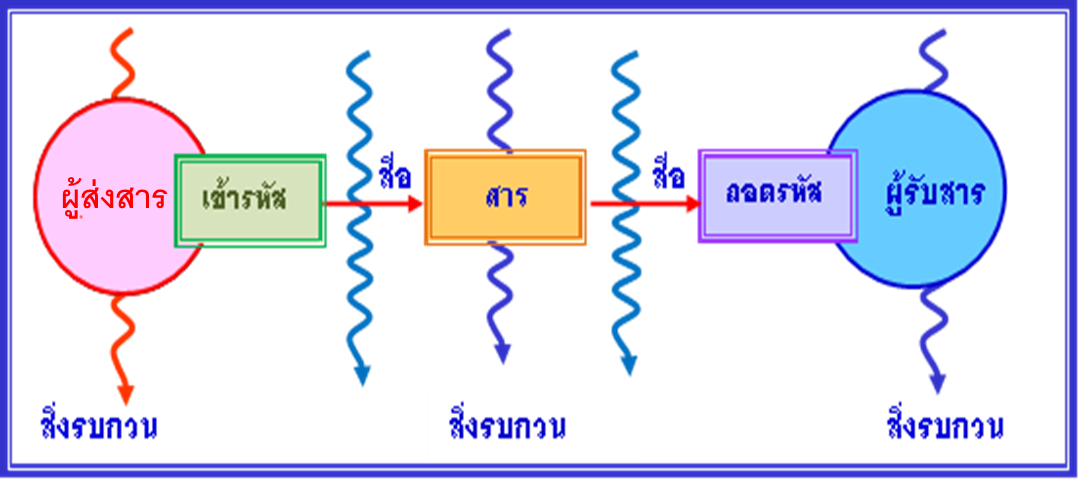 ผู้ส่งสาร
เข้ารหัส
สื่อ
สาร
สื่อ
ถอดรหัส
ผู้รับสาร
สิ่งรบกวน
สิ่งรบกวน
สิ่งรบกวน